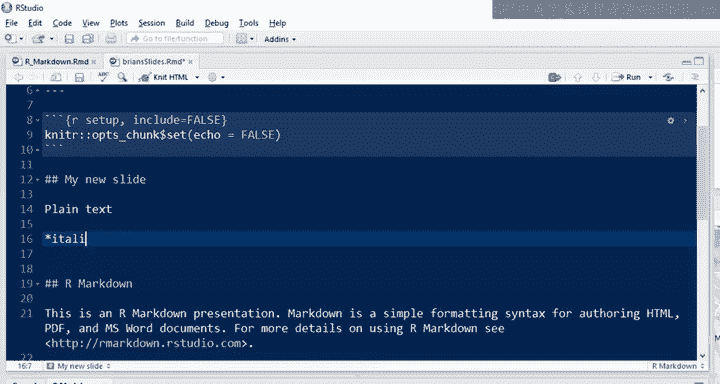 RStudio
File Edit Code View Plots Session Build Debug Tools Help
Go to file/function Addins
R_Markdown.Rmd × briansSlides.Rmd* ×
ABC Knit HTML Run
6 ---
7
8 ```{r setup, include=FALSE}
9 knitr::opts_chunk$set(echo = FALSE)
10 ```
11
12 ## My new slide
13
14 Plain text
15
16 *itali
17
18
19 ## R Markdown
20
21 This is an R Markdown presentation. Markdown is a simple formatting syntax for authoring HTML,
PDF, and MS Word documents. For more details on using R Markdown see
<http://rmarkdown.rstudio.com>.
22
16:7 My new slide R Markdown